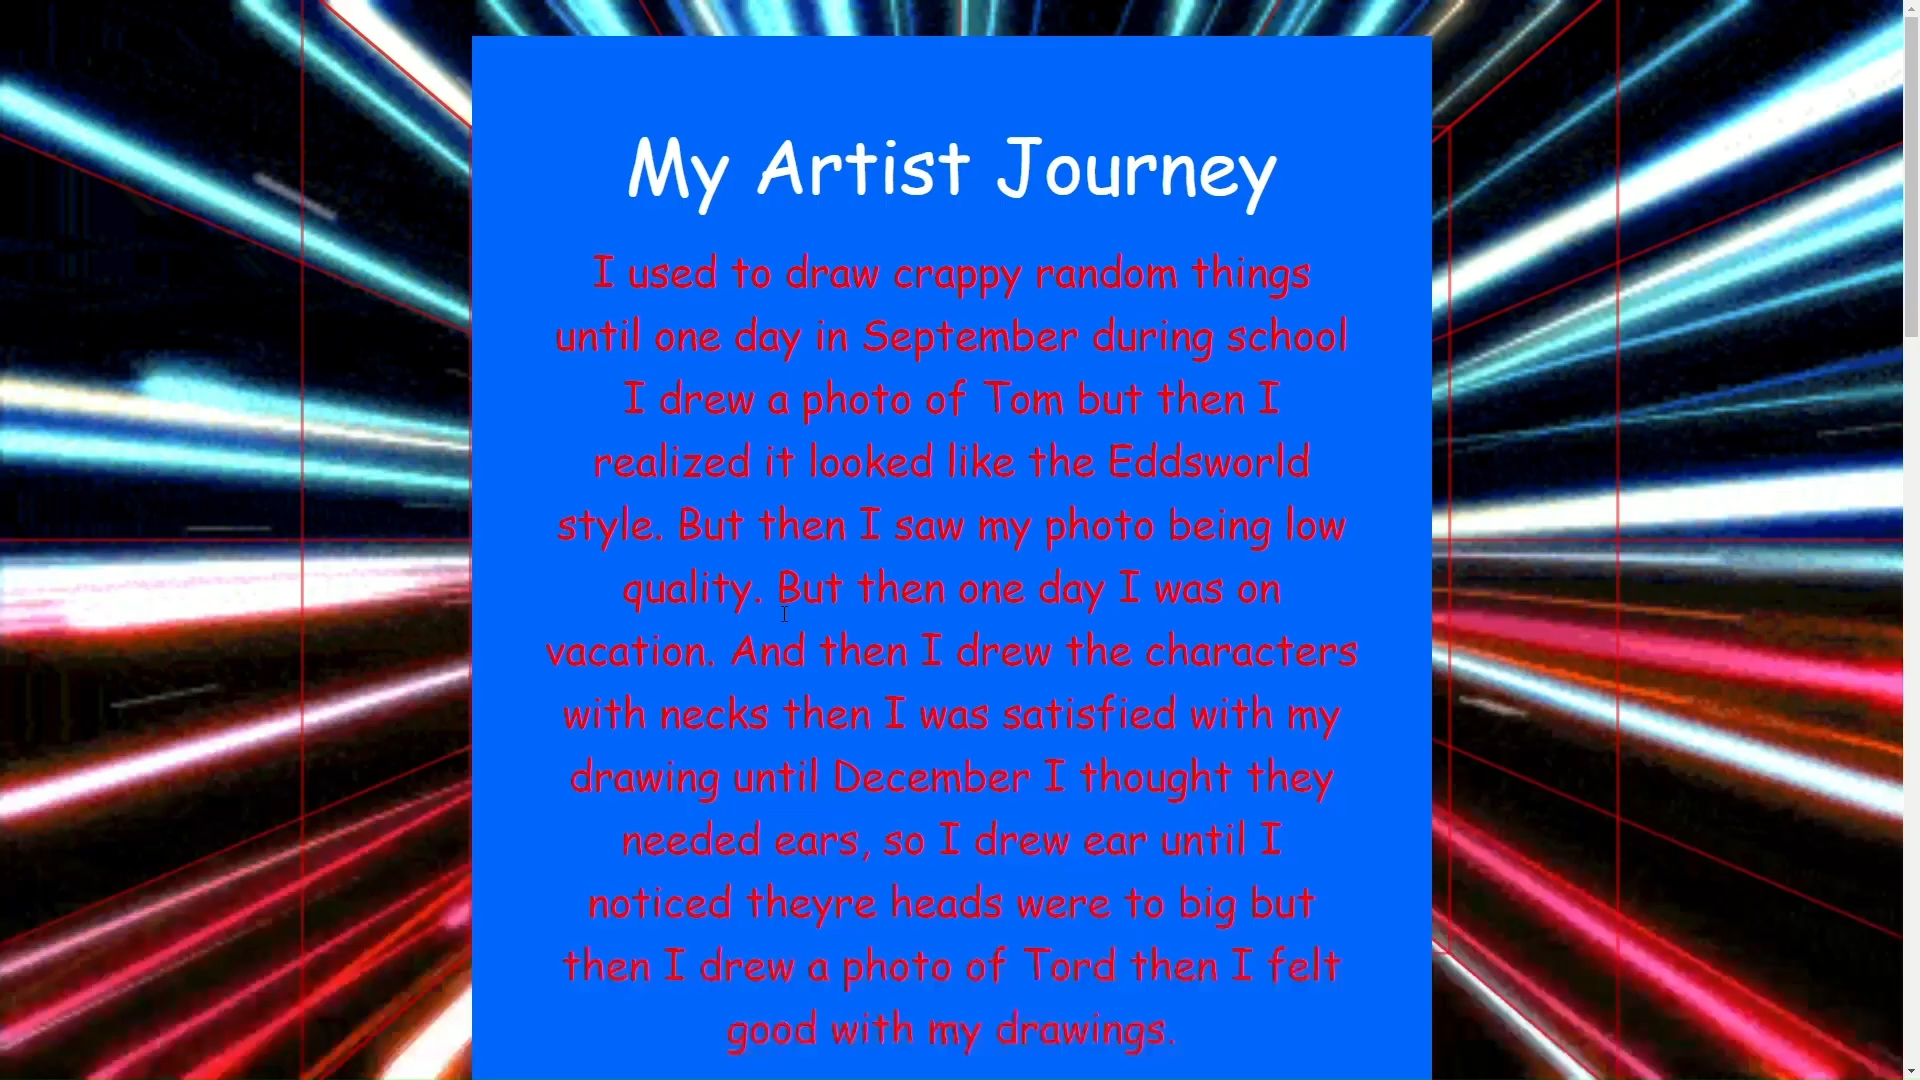 My Artist Journey
I used to draw crappy random things
until one day in September during school
I drew a photo of Tom but then I
realized it looked like the Eddsworld
style. But then I saw my photo being low
quality. But then one day I was on
vacation. And then I drew the characters
with necks then I was satisfied with my
drawing until December I thought they
needed ears, so I drew ear until I
noticed theyre heads were to big but
then I drew a photo of Tord then I felt
good with my drawings.